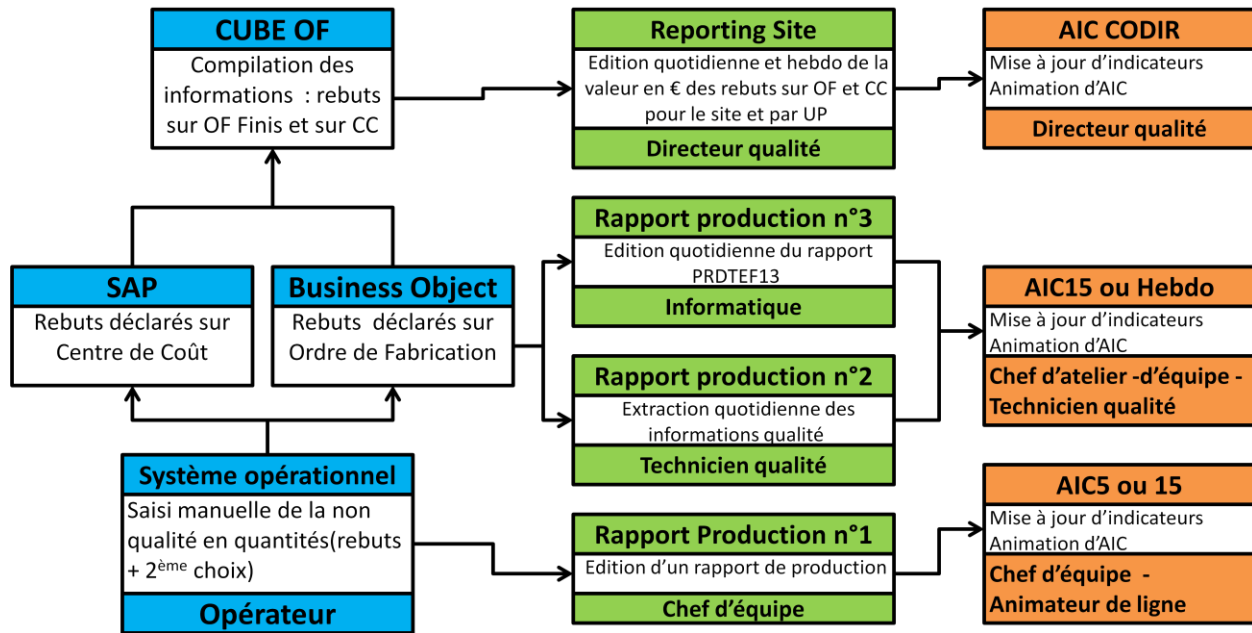 CUBE OF
Compilation des
informations : rebuts
sur OF Finis et sur CC
Reporting Site
Edition quotidienne et hebdo de la
valeur en € des rebuts sur OF et CC
pour le site et par UP
Directeur qualité
AIC CODIR
Mise à jour d'indicateurs
Animation d'AIC
Directeur qualité
SAP
Rebuts déclarés sur
Centre de Coût
Business Object
Rebuts déclarés sur
Ordre de Fabrication
Rapport production n°3
Edition quotidienne du rapport
PRDTEF13
Informatique
Rapport production n°2
Extraction quotidienne des
informations qualité
Technicien qualité
AIC15 ou Hebdo
Mise à jour d'indicateurs
Animation d'AIC
Chef d'atelier -d'équipe -
Technicien qualité
Système opérationnel
Saisi manuelle de la non
qualité en quantités(rebuts
+ 2ème choix)
Opérateur
Rapport Production n°1
Edition d'un rapport de production
Chef d'équipe
AIC5 ou 15
Mise à jour d'indicateurs
Animation d'AIC
Chef d'équipe -
Animateur de ligne